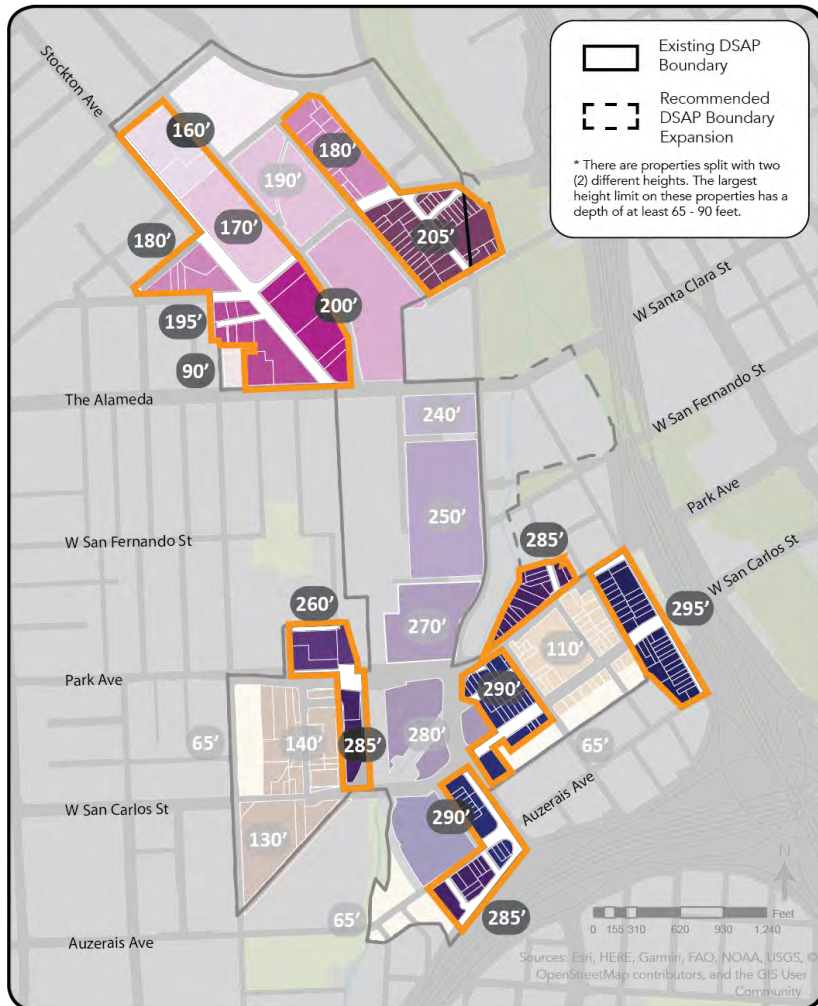 Existing DSAP
Boundary
Recommended
DSAP Boundary
Expansion
* There are properties split with two
(2) different heights. The largest
height limit on these properties has a
depth of at least 65 - 90 feet.
Stockton Ave
160'
180'
190'
170'
180'
205'
200'
195'
90'
W Santa Clara St
The Alameda
240'
W San Fernando St
250'
Park Ave
W San Fernando St
285'
W San Carlos St
260'
270'
295'
110'
Park Ave
290'
65'
140'
285'
280'
65'
W San Carlos St
Auzerais Ave
290'
130'
N
65'
285'
Feet
0 155 310 620 930 1,240
Auzerais Ave
Sources: Esri, HERE, Garmin, FAO, NOAA, USGS, ©
OpenStreetMap contributors, and the GIS User
Community